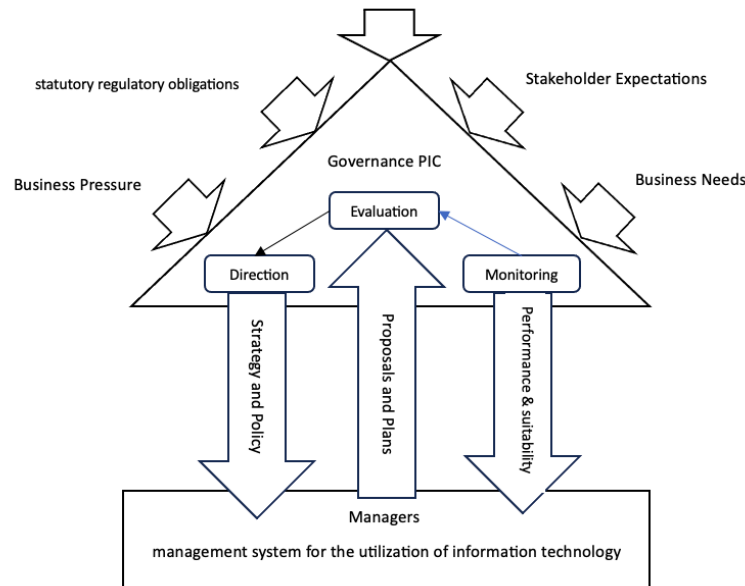 statutory regulatory obligations
Stakeholder Expectations
Business Pressure
Governance PIC
Business Needs
Evaluation
Direction
Monitoring
Strategy and Policy
Proposals and Plans
Performance & suitability
Managers
management system for the utilization of information technology